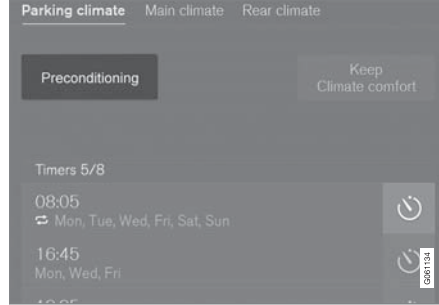 Parking climate Main climate Rear climate
Preconditioning
Keep
Climate comfort
Timers 5/8
08:05
Mon, Tue, Wed, Fri, Sat, Sun
16:45
Mon, Wed, Fri
G061134